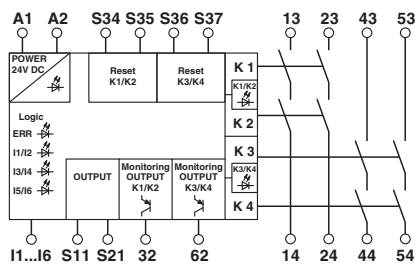 A1 A2 S34 S35 S36 S37 13 23 43 53
POWER
24V DC
Reset
K1/K2
Reset
K3/K4
K 1
K1/K2
K 2
Logic
ERR
I1/I2
I3/I4
I5/I6
K 3
K3/K4
K 4
OUTPUT
Monitoring
OUTPUT
K1/K2
Monitoring
OUTPUT
K3/K4
I1...I6 S11 S21 32 62 14 24 44 54